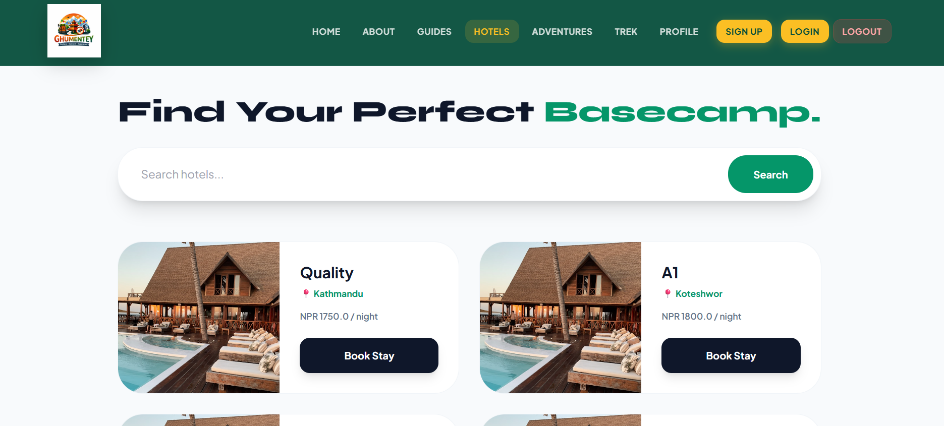 GHUMENTEY
HOME ABOUT GUIDES HOTELS ADVENTURES TREK PROFILE SIGN UP LOGIN LOGOUT
Find Your Perfect Basecamp.
Search hotels...
Search
Quality
Kathmandu
NPR 1750.0 / night
Book Stay
A1
Koteshwor
NPR 1800.0 / night
Book Stay